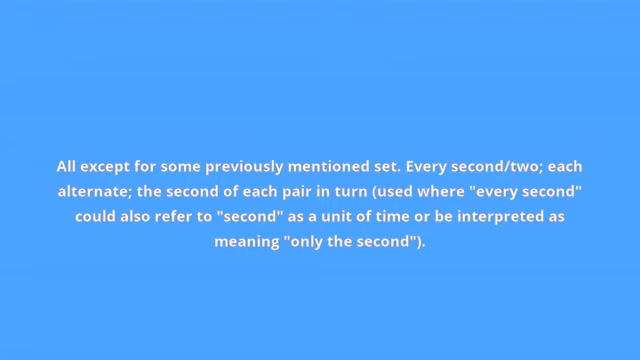 All except for some previously mentioned set. Every second/two; each
alternate; the second of each pair in turn (used where "every second"
could also refer to "second" as a unit of time or be interpreted as
meaning "only the second").